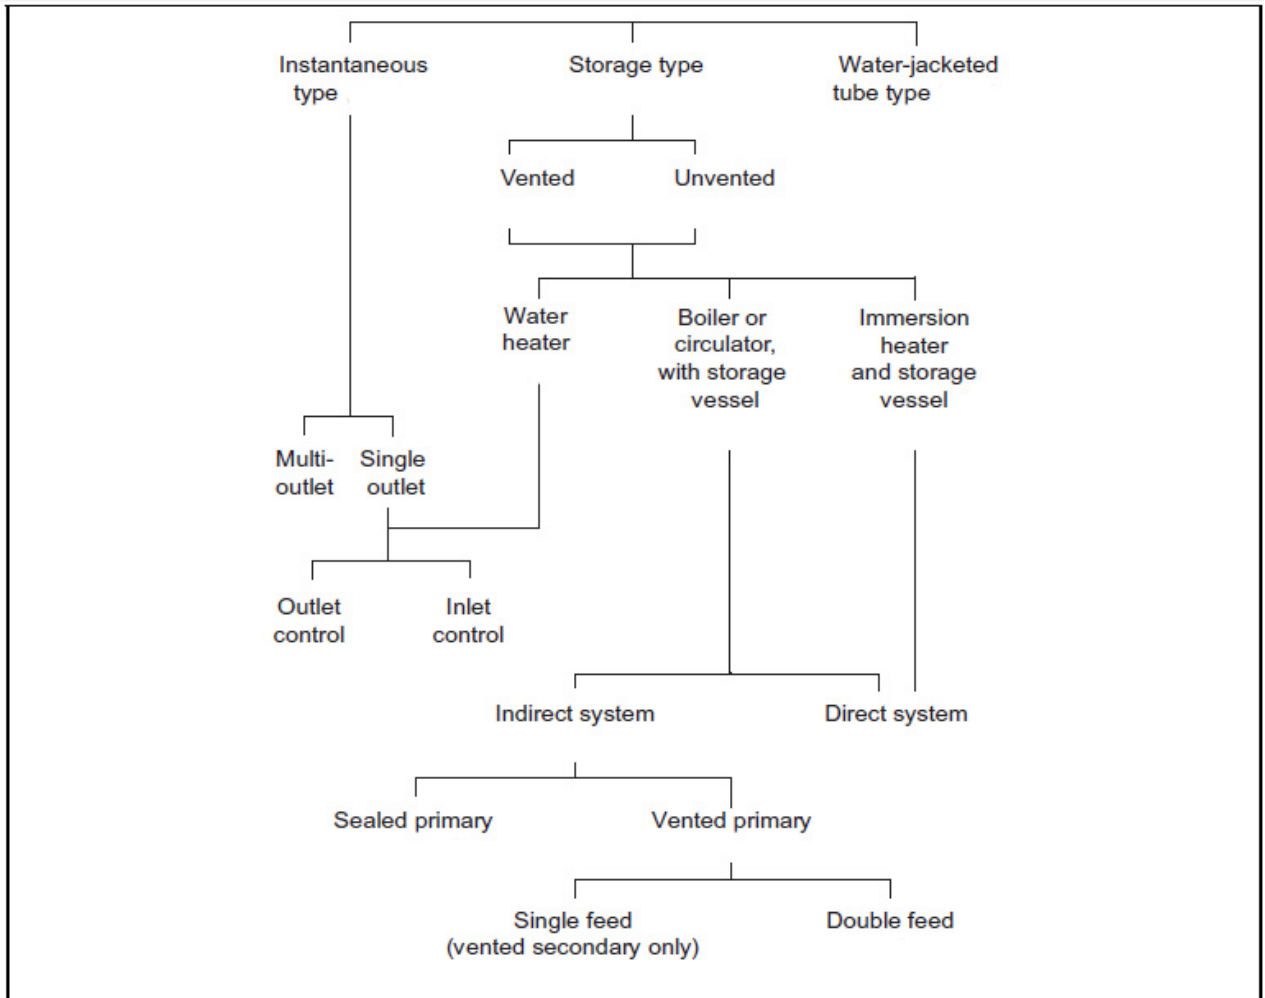 Instantaneous
type
Storage type
Water-jacketed
tube type
Vented
Unvented
Water
heater
Boiler or
circulator,
with storage
vessel
Immersion
heater
and storage
vessel
Multi-
outlet
Single
outlet
Outlet
control
Inlet
control
Indirect system
Direct system
Sealed primary
Vented primary
Single feed
(vented secondary only)
Double feed